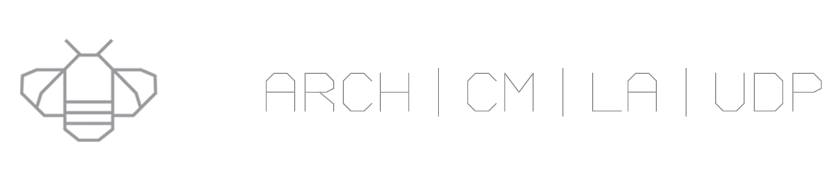 ARCH | CM | LA | UDP